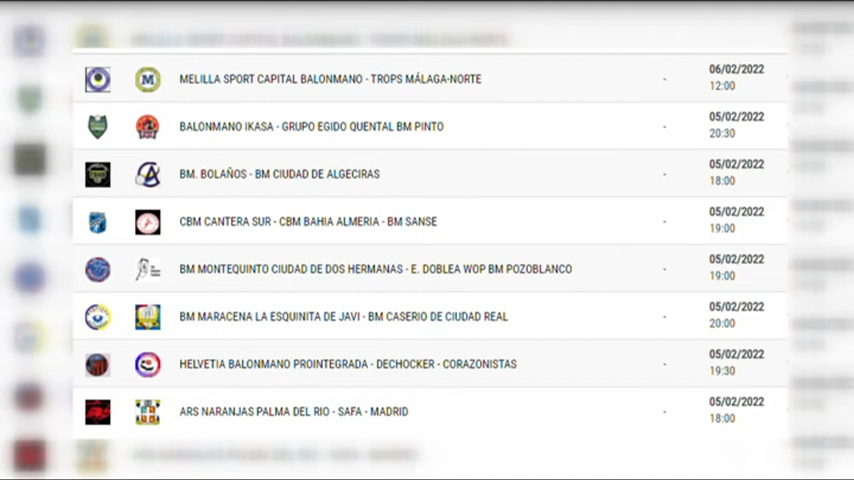 MELILLA SPORT CAPITAL BALONMANO - TROPS MÁLAGA-NORTE - 06/02/2022
12:00
BALONMANO IKASA - GRUPO EGIDO QUENTAL BM PINTO - 05/02/2022
20:30
BM. BOLAÑOS - BM CIUDAD DE ALGECIRAS - 05/02/2022
18:00
CBM CANTERA SUR - CBM BAHIA ALMERIA - BM SANSE - 05/02/2022
19:00
BM MONTEQUINTO CIUDAD DE DOS HERMANAS - E. DOBLEA WOP BM POZOBLANCO - 05/02/2022
19:00
BM MARACENA LA ESQUINITA DE JAVI - BM CASERIO DE CIUDAD REAL - 05/02/2022
20:00
HELVETIA BALONMANO PROINTEGRADA - DECHOCKER - CORAZONISTAS - 05/02/2022
19:30
ARS NARANJAS PALMA DEL RIO - SAFA - MADRID - 05/02/2022
18:00